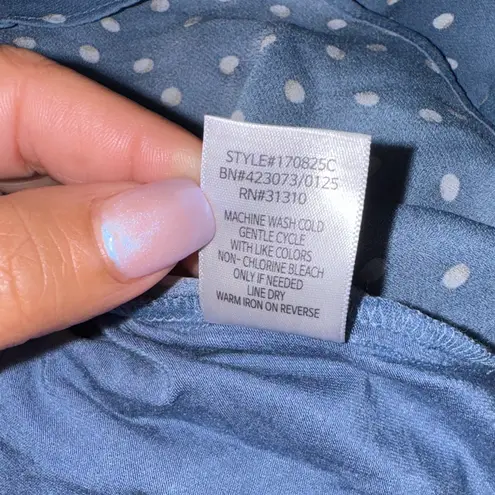 STYLE#170825C
BN#423073/0125
RN#31310
MACHINE WASH COLD
GENTLE CYCLE
WITH LIKE COLORS
NON-CHLORINE BLEACH
ONLY IF NEEDED
LINE DRY
WARM IRON ON REVERSE